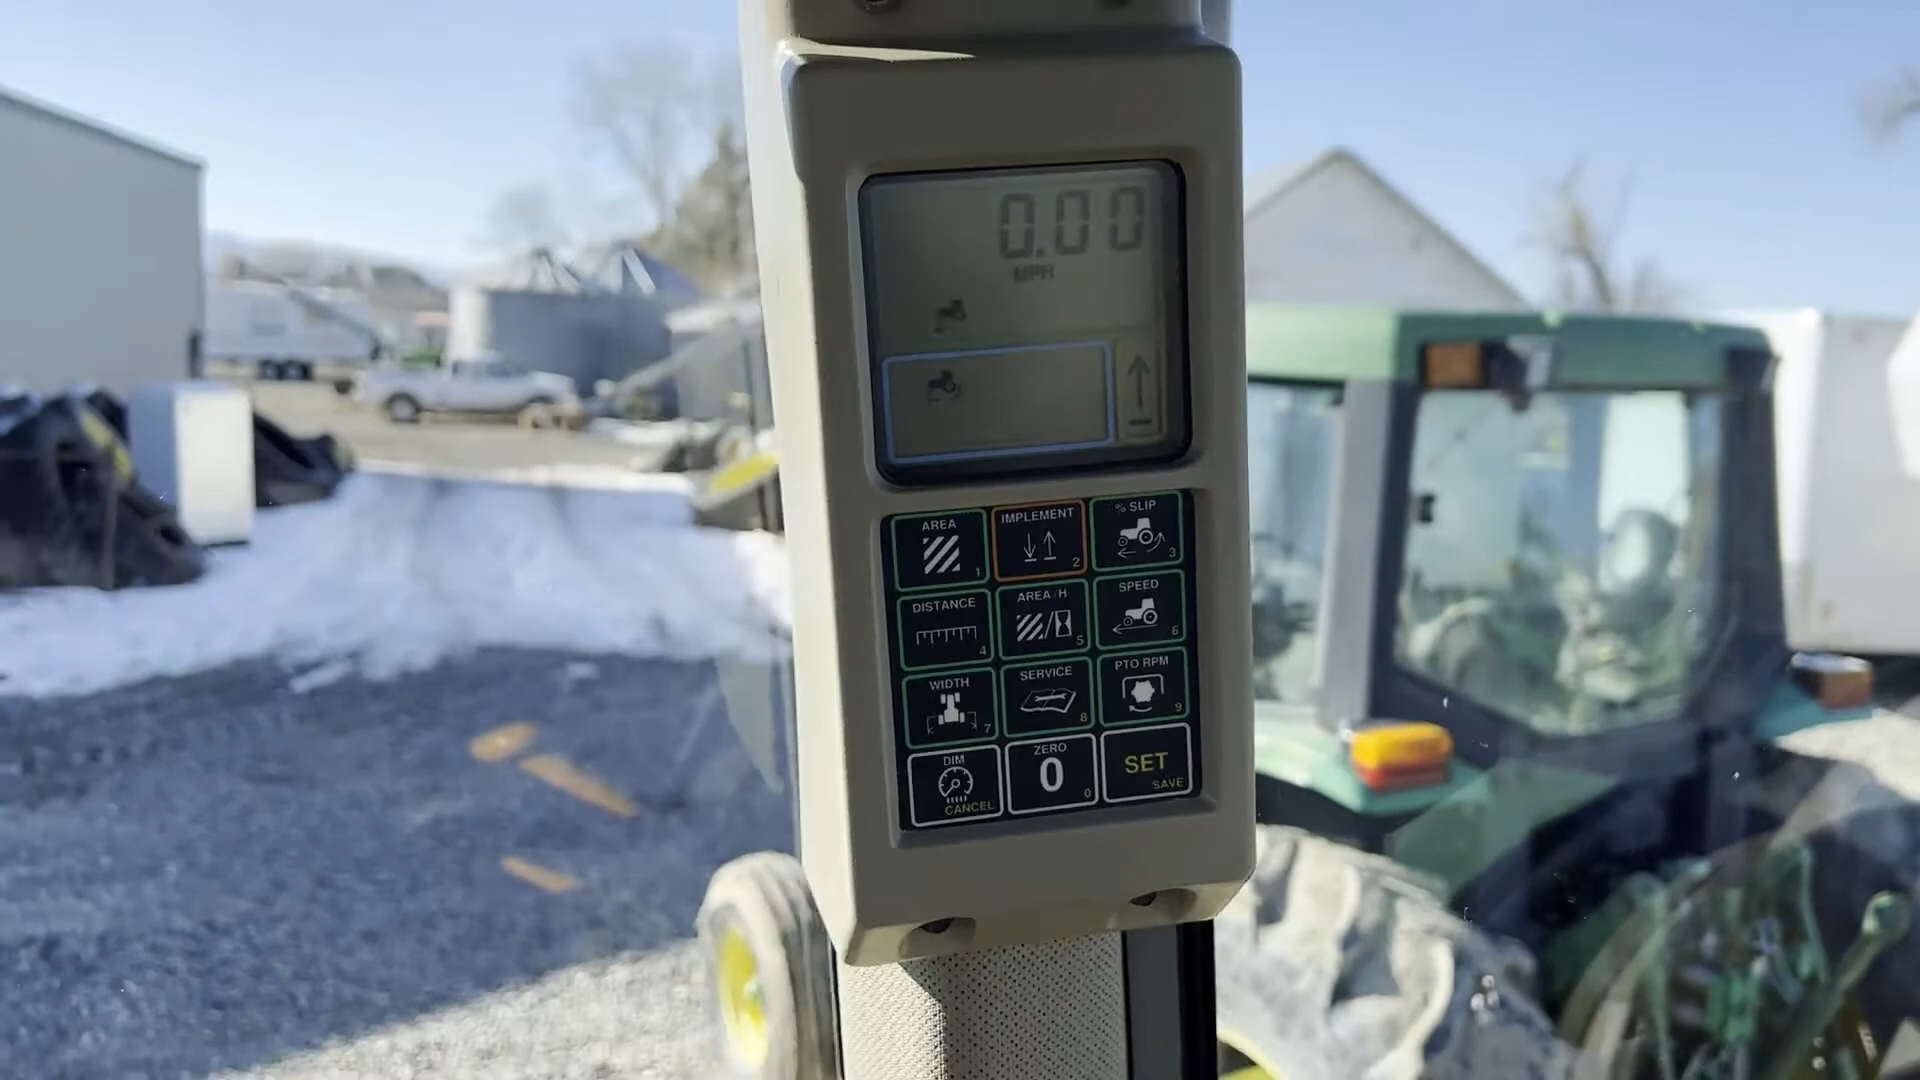 0.00
MPH
AREA
1
IMPLEMENT
2
% SLIP
3
DISTANCE
4
AREA/H
5
SPEED
6
WIDTH
7
SERVICE
8
PTO RPM
9
DIM
CANCEL
ZERO
0
0
SET
SAVE